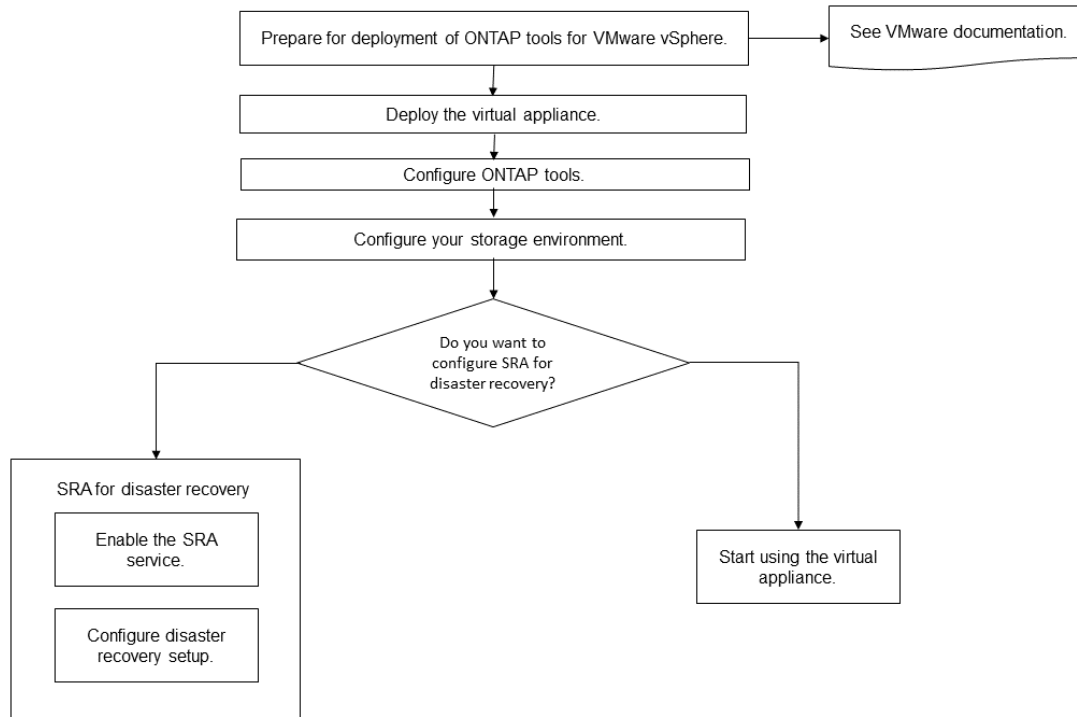 Prepare for deployment of ONTAP tools for VMware vSphere.
See VMware documentation.
Deploy the virtual appliance.
Configure ONTAP tools.
Configure your storage environment.
Do you want to
configure SRA for
disaster recovery?
SRA for disaster recovery
Enable the SRA
service.
Configure disaster
recovery setup.
Start using the virtual
appliance.